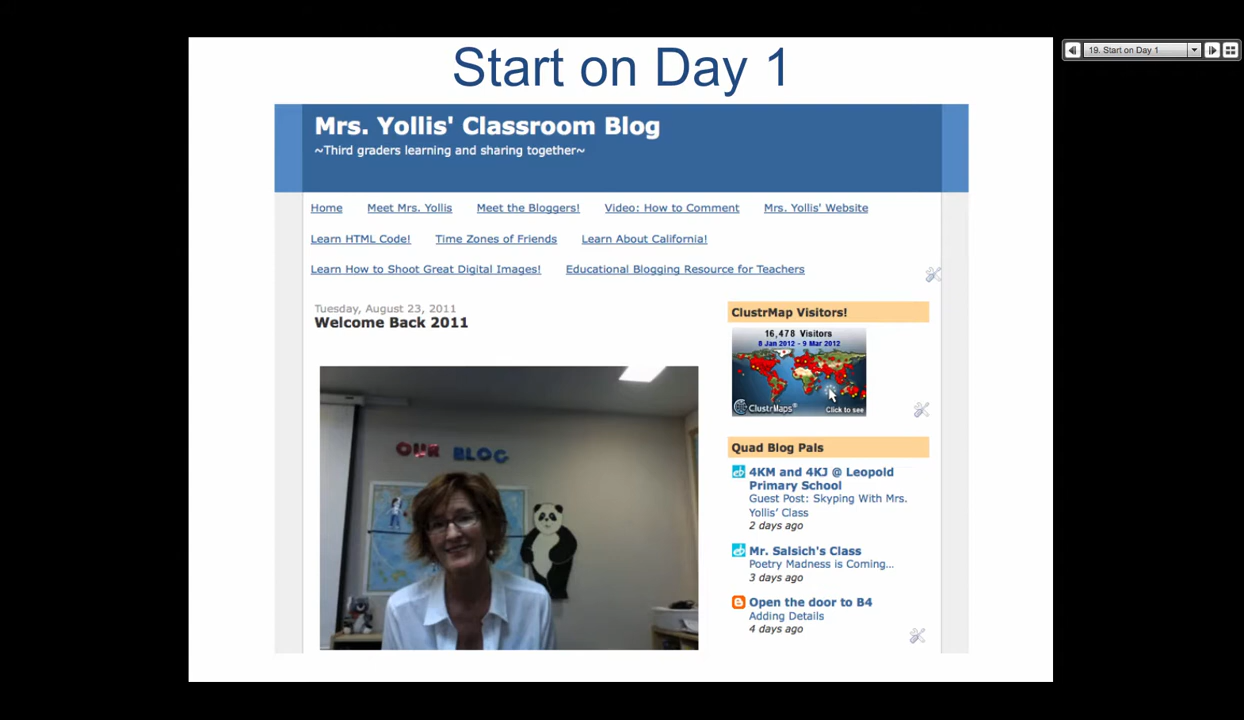 19. Start on Day 1
Start on Day 1
Mrs. Yollis' Classroom Blog
~Third graders learning and sharing together~
Home Meet Mrs. Yollis Meet the Bloggers! Video: How to Comment Mrs. Yollis' Website
Learn HTML Code! Time Zones of Friends Learn About California!
Learn How to Shoot Great Digital Images! Educational Blogging Resource for Teachers
Tuesday, August 23, 2011
Welcome Back 2011
OUR BLOG
ClustrMap Visitors!
16,478 Visitors
8 Jan 2012 - 9 Mar 2012
ClustrMaps®
Click to see
Quad Blog Pals
4KM and 4KJ @ Leopold
Primary School
Guest Post: Skyping With Mrs.
Yollis’ Class
2 days ago
Mr. Salsich's Class
Poetry Madness is Coming...
3 days ago
Open the door to B4
Adding Details
4 days ago